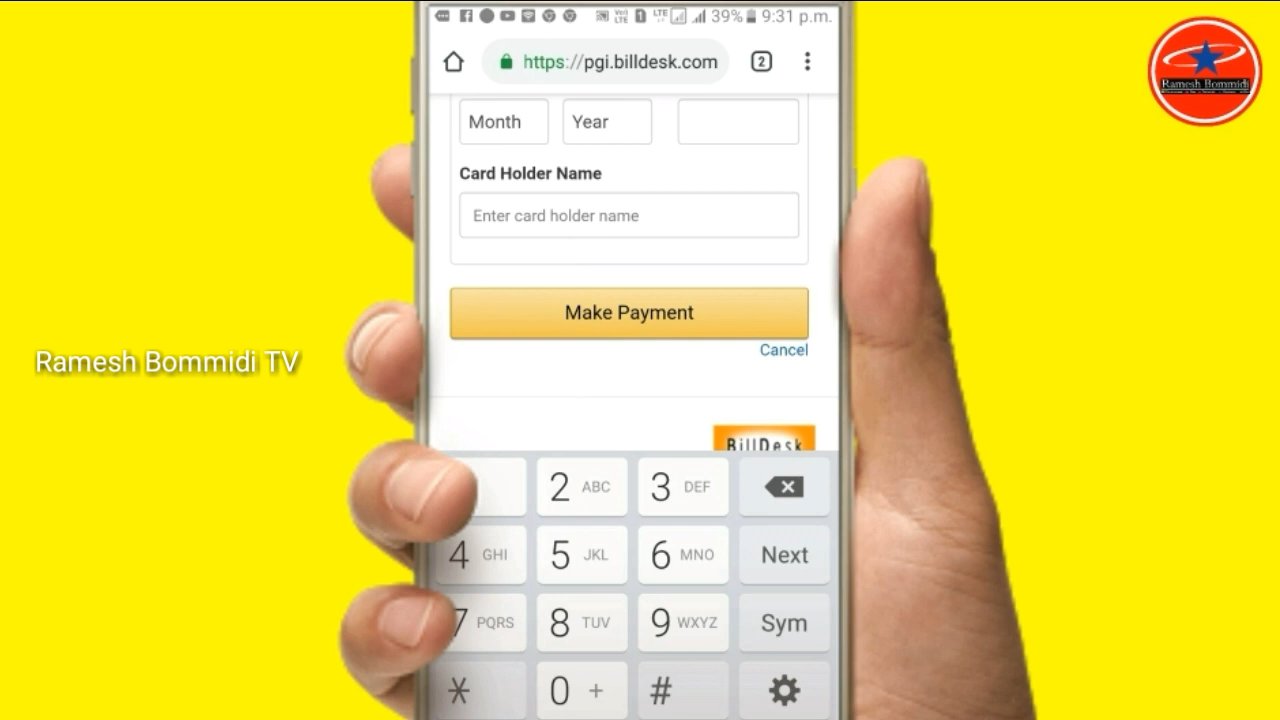 39% 9:31 p.m.
https://pgi.billdesk.com
2
Month Year
Card Holder Name
Enter card holder name
Make Payment
Cancel
BillDesk
2 ABC 3 DEF
4 GHI 5 JKL 6 MNO Next
7 PQRS 8 TUV 9 WXYZ Sym
* 0 + #
Ramesh Bommidi TV
Ramesh Bommidi